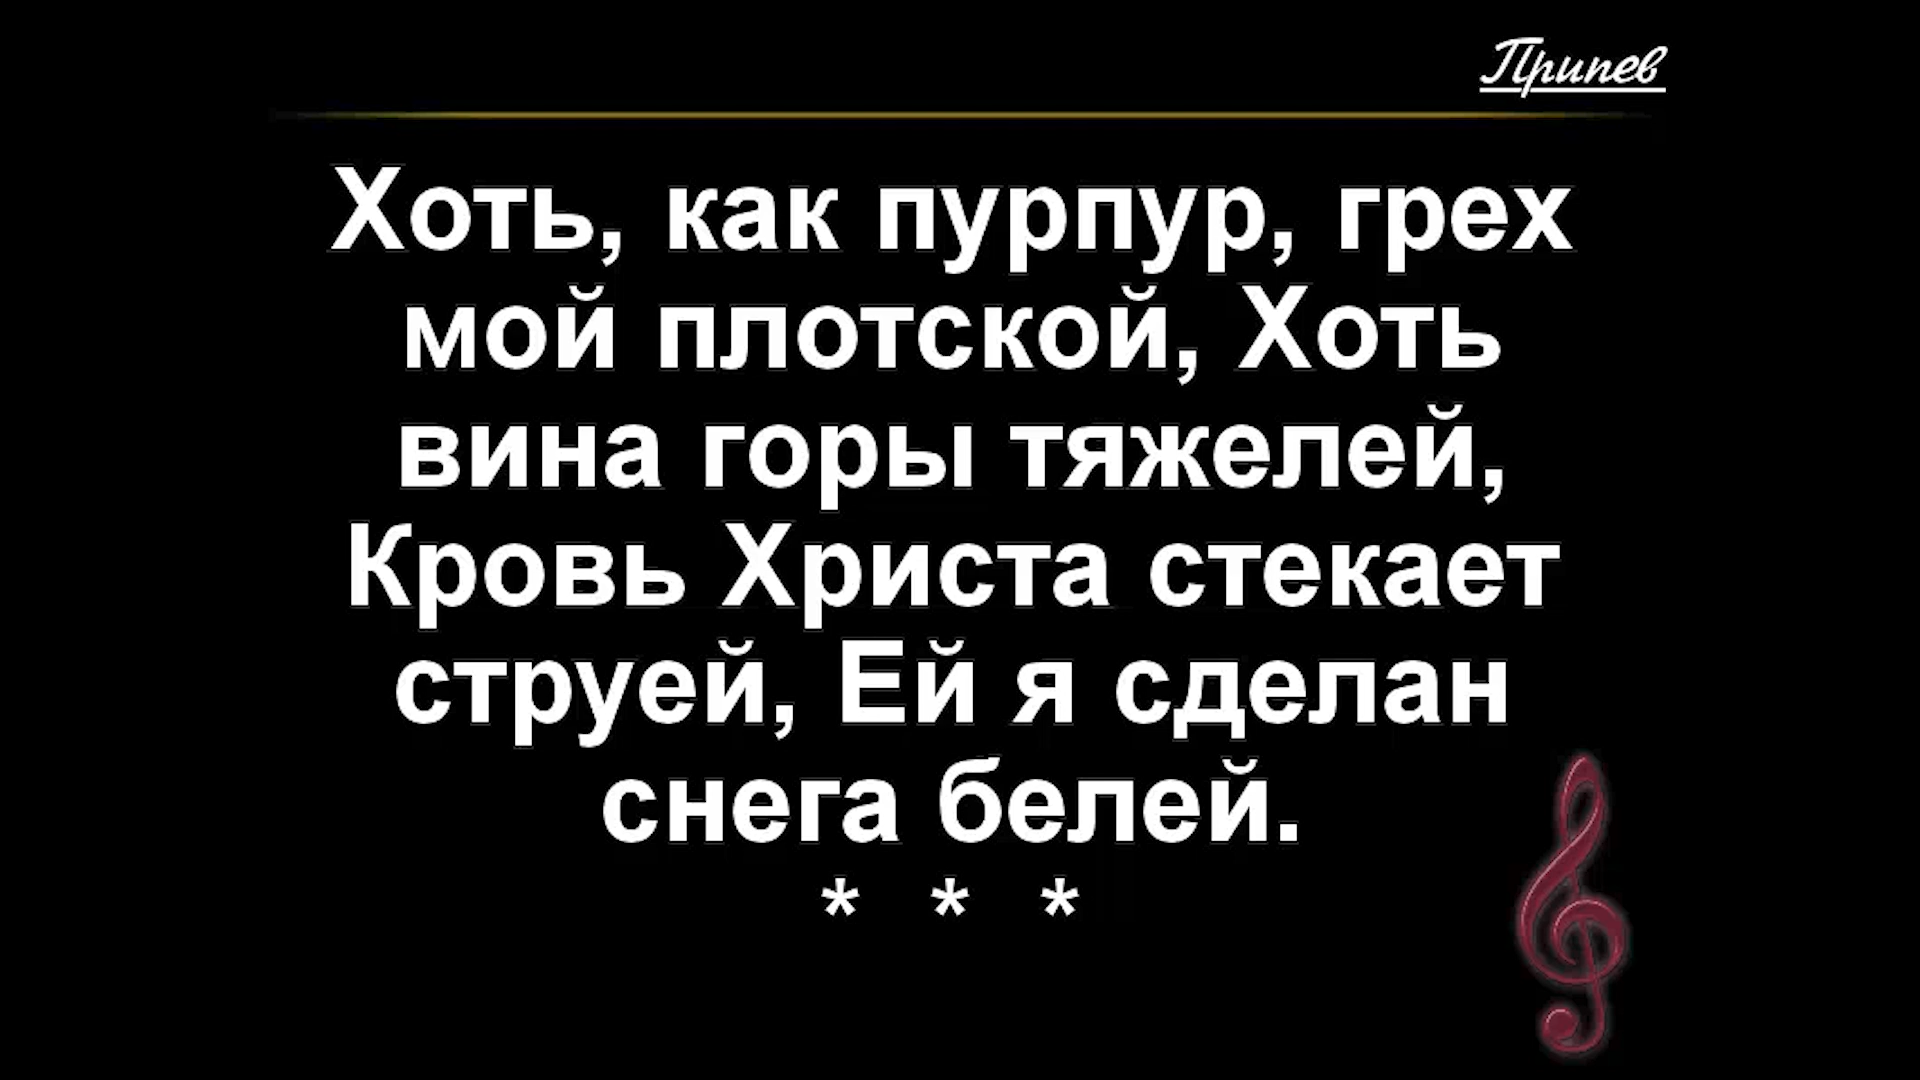 Припев
Хоть, как пурпур, грех
мой плотской, Хоть
вина горы тяжелей,
Кровь Христа стекает
струей, Ей я сделан
снега белей.
* * *